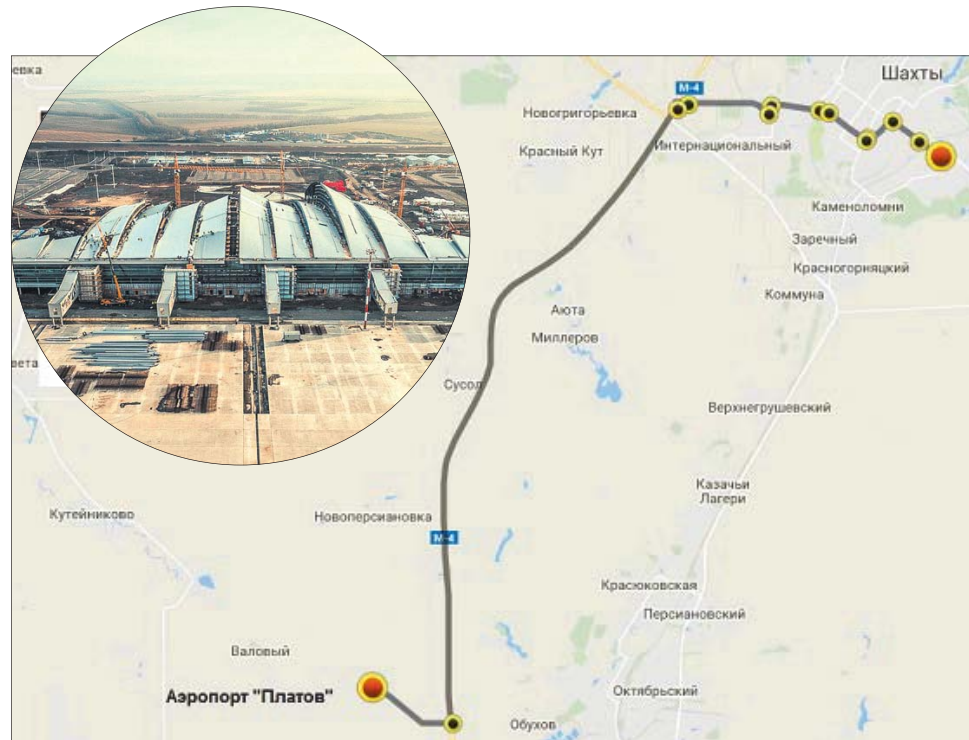 евка
Шахты
М-4
Новогригорьевка
Интернациональный
Красный Кут
Каменоломни
Заречный
Красногорняцкий
Коммуна
Аюта
Миллеров
вета
Сусол
Верхнегрушевский
Казачьи
Лагери
Кутейниково
Новоперсиановка
М-4
Красюковская
Персиановский
Валовый
Аэропорт "Платов"
Октябрьский
Обухов